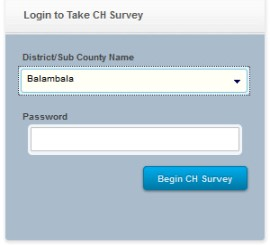 Login to Take CH Survey
District/Sub County Name
Balambala
Password
Begin CH Survey